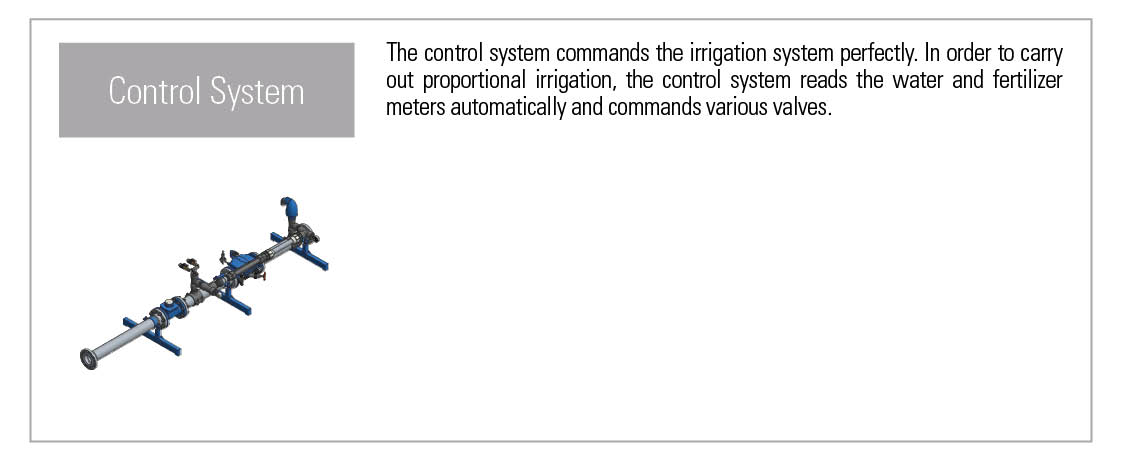 Control System
The control system commands the irrigation system perfectly. In order to carry
out proportional irrigation, the control system reads the water and fertilizer
meters automatically and commands various valves.